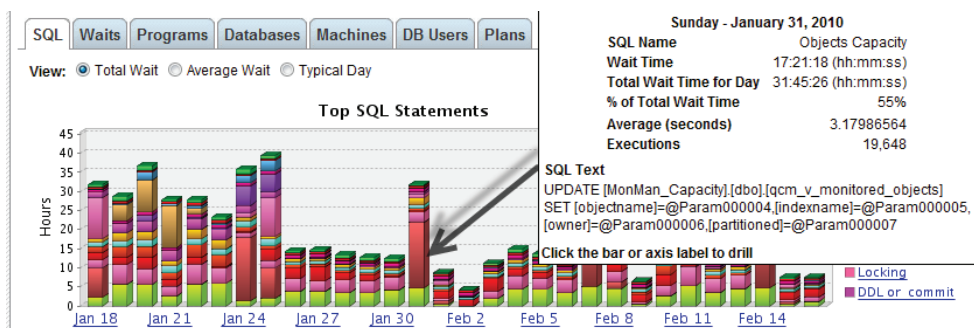 SQL Waits Programs Databases Machines DB Users Plans
View: Total Wait Average Wait Typical Day
Top SQL Statements
Hours
45
40
35
30
25
20
15
10
5
0
Jan 18 Jan 21 Jan 24 Jan 27 Jan 30 Feb 2 Feb 5 Feb 8 Feb 11 Feb 14
Sunday - January 31, 2010
SQL Name Objects Capacity
Wait Time 17:21:18 (hh:mm:ss)
Total Wait Time for Day 31:45:26 (hh:mm:ss)
% of Total Wait Time 55%
Average (seconds) 3.17986564
Executions 19,648
SQL Text
UPDATE [MonMan_Capacity].[dbo].[qcm_v_monitored_objects]
SET [objectname]=@Param000004,[indexname]=@Param000005,
[owner]=@Param000006,[partitioned]=@Param000007
Click the bar or axis label to drill
Locking
DDL or commit